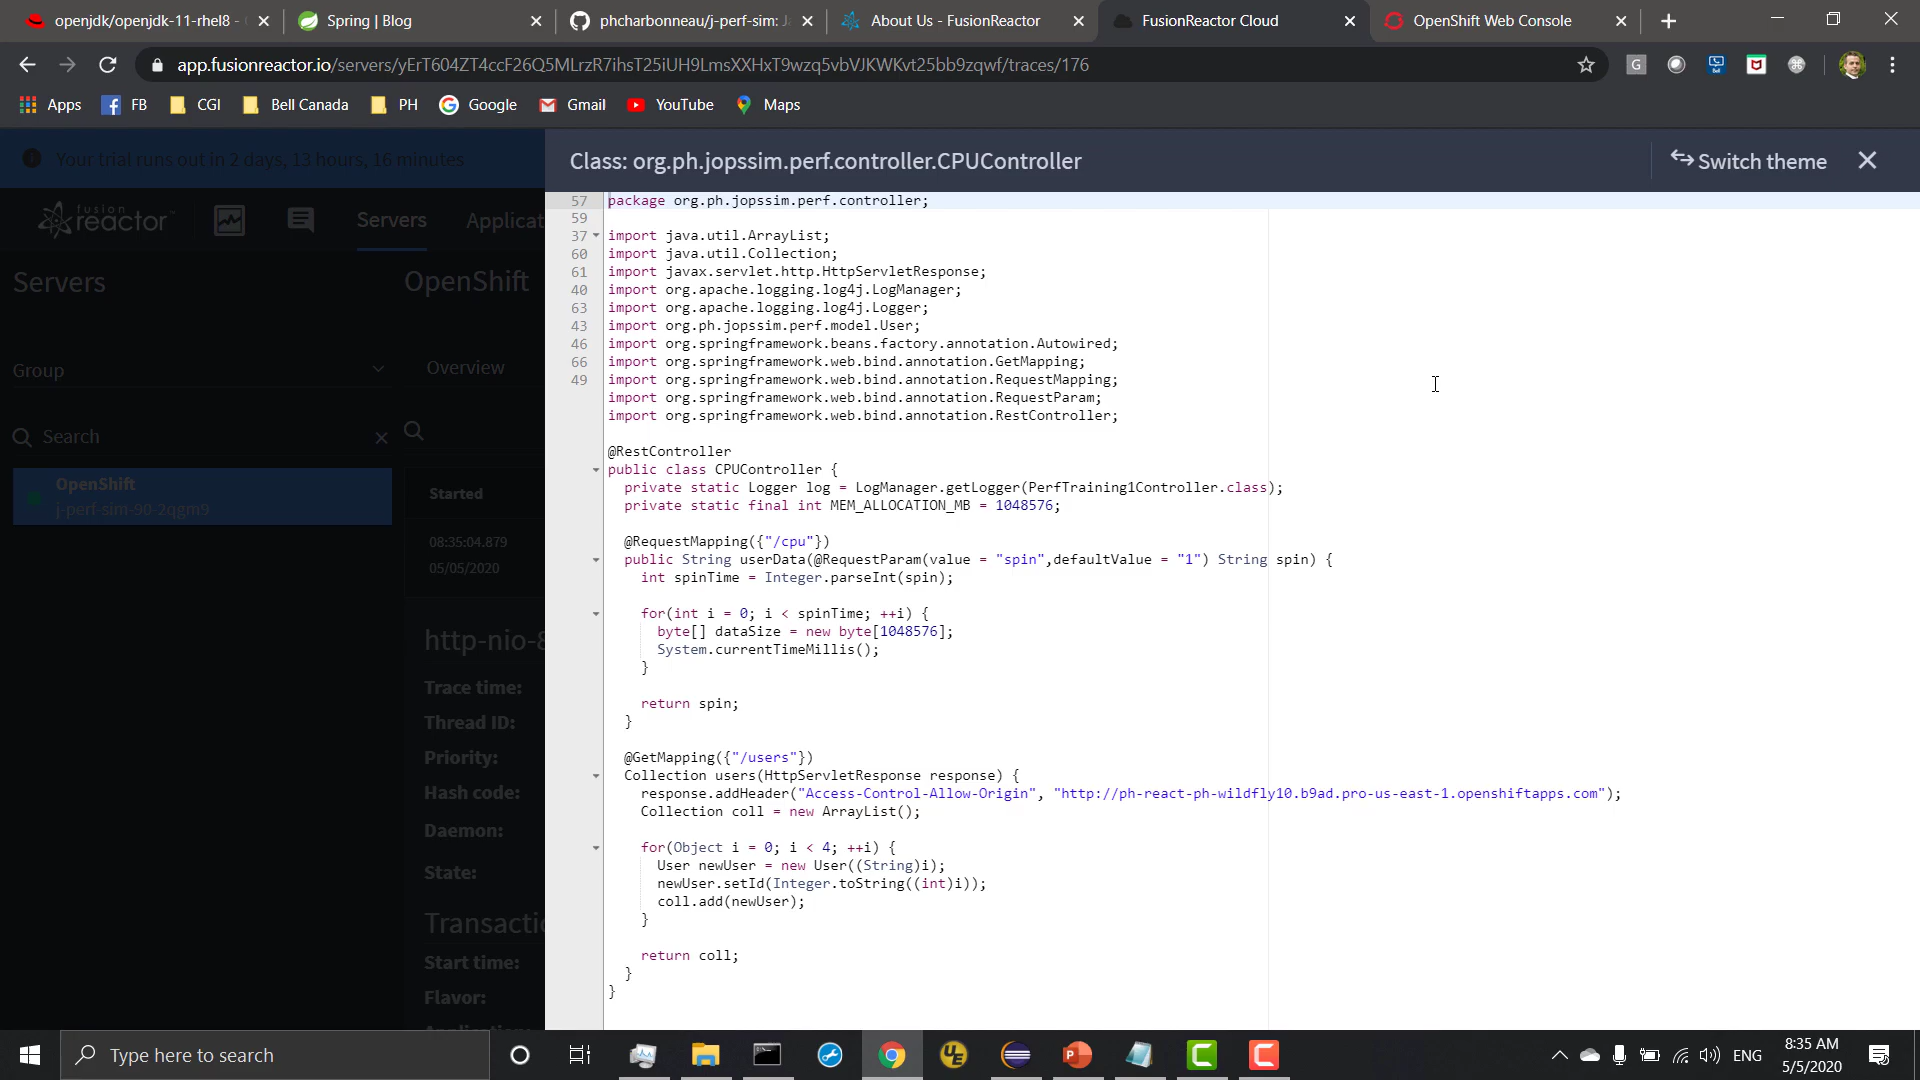 openjdk/openjdk-11-rhel8 -
Spring | Blog
phcharbonneau/j-perf-sim: J
About Us - FusionReactor
FusionReactor Cloud
OpenShift Web Console
app.fusionreactor.io/servers/yErT604ZT4ccF26Q5MLrzR7ihsT25iUH9LmsXXHxT9wzq5vbVJKWKvt25bb9zqwf/traces/176
Apps FB CGI Bell Canada PH Google Gmail YouTube Maps
Your trial runs out in 2 days, 13 hours, 16 minutes
Class: org.ph.jopssim.perf.controller.CPUController
Switch theme
fusion reactor
Servers
Applicat
Servers
OpenShift
Group
Overview
Search
OpenShift
j-perf-sim-90-2qgm9
Started
08:35:04.879
05/05/2020
http-nio-8
Trace time:
Thread ID:
Priority:
Hash code:
Daemon:
State:
Transactio
Start time:
Flavor:
57 package org.ph.jopssim.perf.controller;
59
37 import java.util.ArrayList;
60 import java.util.Collection;
61 import javax.servlet.http.HttpServletResponse;
40 import org.apache.logging.log4j.LogManager;
63 import org.apache.logging.log4j.Logger;
43 import org.ph.jopssim.perf.model.User;
46 import org.springframework.beans.factory.annotation.Autowired;
66 import org.springframework.web.bind.annotation.GetMapping;
49 import org.springframework.web.bind.annotation.RequestMapping;
import org.springframework.web.bind.annotation.RequestParam;
import org.springframework.web.bind.annotation.RestController;
@RestController
public class CPUController {
private static Logger log = LogManager.getLogger(PerfTraining1Controller.class);
private static final int MEM_ALLOCATION_MB = 1048576;
@RequestMapping({"/cpu"})
public String userData(@RequestParam(value = "spin",defaultValue = "1") String spin) {
int spinTime = Integer.parseInt(spin);
for(int i = 0; i < spinTime; ++i) {
byte[] dataSize = new byte[1048576];
System.currentTimeMillis();
}
return spin;
}
@GetMapping({"/users"})
Collection users(HttpServletResponse response) {
response.addHeader("Access-Control-Allow-Origin", "http://ph-react-ph-wildfly10.b9ad.pro-us-east-1.openshiftapps.com");
Collection coll = new ArrayList();
for(Object i = 0; i < 4; ++i) {
User newUser = new User((String)i);
newUser.setId(Integer.toString((int)i));
coll.add(newUser);
}
return coll;
}
}
Type here to search
ENG
8:35 AM
5/5/2020